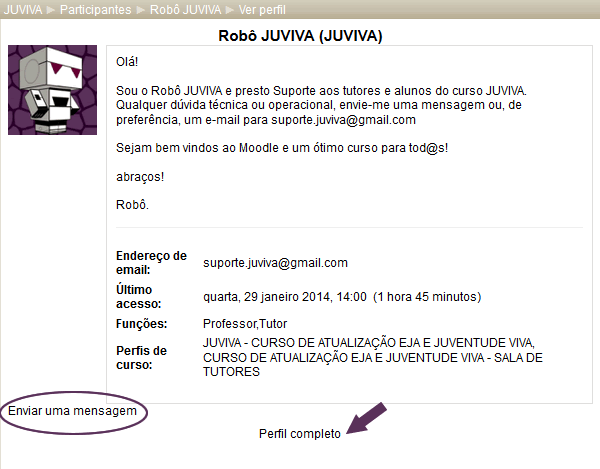 JUVIVA ► Participantes ► Robô JUVIVA ► Ver perfil
Robô JUVIVA (JUVIVA)
Olá!
Sou o Robô JUVIVA e presto Suporte aos tutores e alunos do curso JUVIVA.
Qualquer dúvida técnica ou operacional, envie-me uma mensagem ou, de
preferência, um e-mail para suporte.juviva@gmail.com
Sejam bem vindos ao Moodle e um ótimo curso para tod@s!
abraços!
Robô.
Endereço de
email: suporte.juviva@gmail.com
Último
acesso: quarta, 29 janeiro 2014, 14:00 (1 hora 45 minutos)
Funções: Professor,Tutor
Perfis de
curso: JUVIVA - CURSO DE ATUALIZAÇÃO EJA E JUVENTUDE VIVA,
CURSO DE ATUALIZAÇÃO EJA E JUVENTUDE VIVA - SALA DE
TUTORES
Enviar uma mensagem
Perfil completo